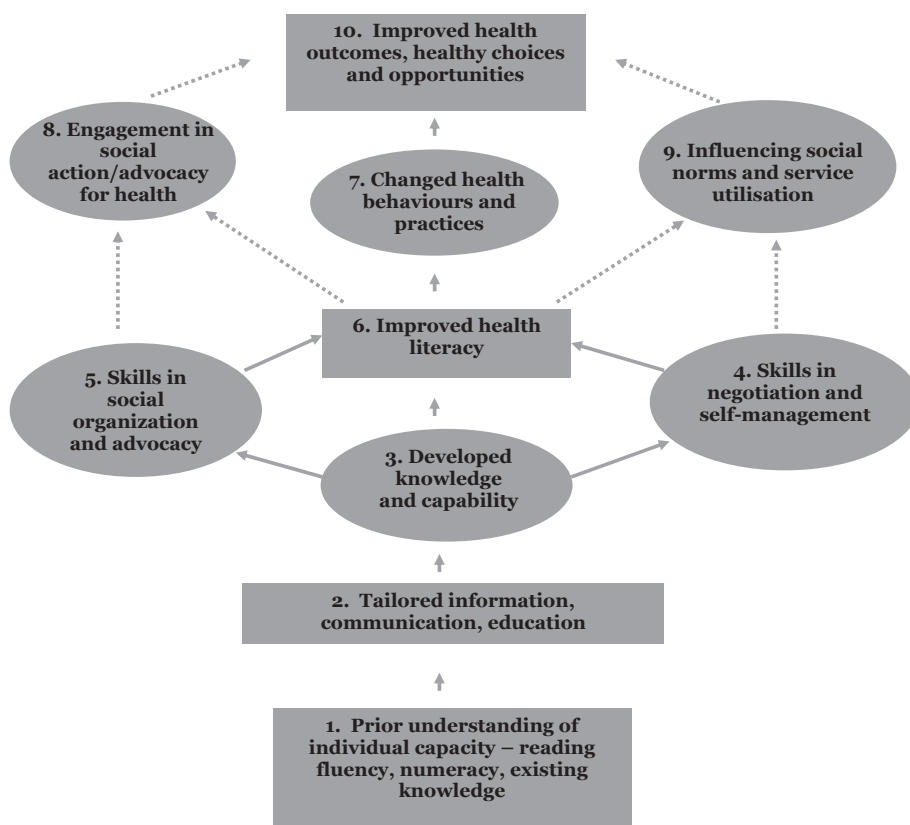 10. Improved health
outcomes, healthy choices
and opportunities
8. Engagement in
social
action/advocacy
for health
7. Changed health
behaviours and
practices
9. Influencing social
norms and service
utilisation
6. Improved health
literacy
5. Skills in
social
organization
and advocacy
4. Skills in
negotiation and
self-management
3. Developed
knowledge
and capability
2. Tailored information,
communication, education
1. Prior understanding of
individual capacity – reading
fluency, numeracy, existing
knowledge